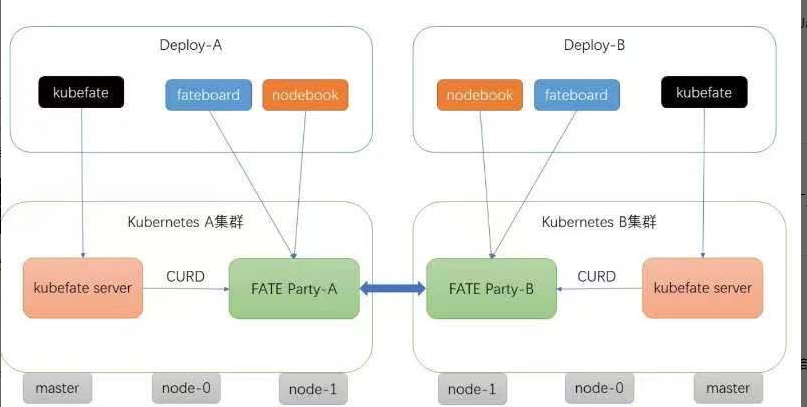 Deploy-A
Deploy-B
kubefate
fateboard
nodebook
nodebook
fateboard
kubefate
Kubernetes A集群
Kubernetes B集群
kubefate server
CURD
FATE Party-A
FATE Party-B
CURD
kubefate server
master
node-0
node-1
node-1
node-0
master